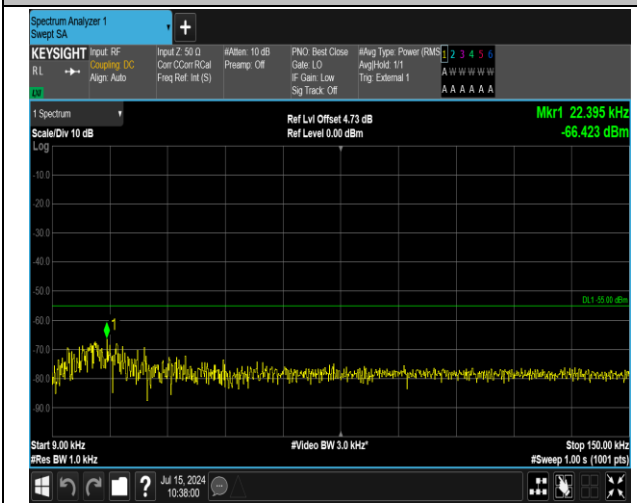 Spectrum Analyzer 1
Swept SA
+
KEYSIGHT Input: RF Input Z: 50 Ω #Atten: 10 dB PNO: Best Close #Avg Type: Power (RMS 1 2 3 4 5 6
RL Coupling: DC Corr CCorr RCal Preamp: Off Gate: LO Avg|Hold: 1/1 A W W W W W
Align: Auto Freq Ref: Int (S) IF Gain: Low Trig: External 1
Sig Track: Off A A A A A A
LXI
1 Spectrum
Ref Lvl Offset 4.73 dB Mkr1 22.395 kHz
Scale/Div 10 dB Ref Level 0.00 dBm -66.423 dBm
Log
-10.0
-20.0
-30.0
-40.0
-50.0
DL1 -55.00 dBm
-60.0
1
-70.0
-80.0
-90.0
Start 9.00 kHz #Video BW 3.0 kHz* Stop 150.00 kHz
#Res BW 1.0 kHz #Sweep 1.00 s (1001 pts)
? Jul 15, 2024
10:38:00